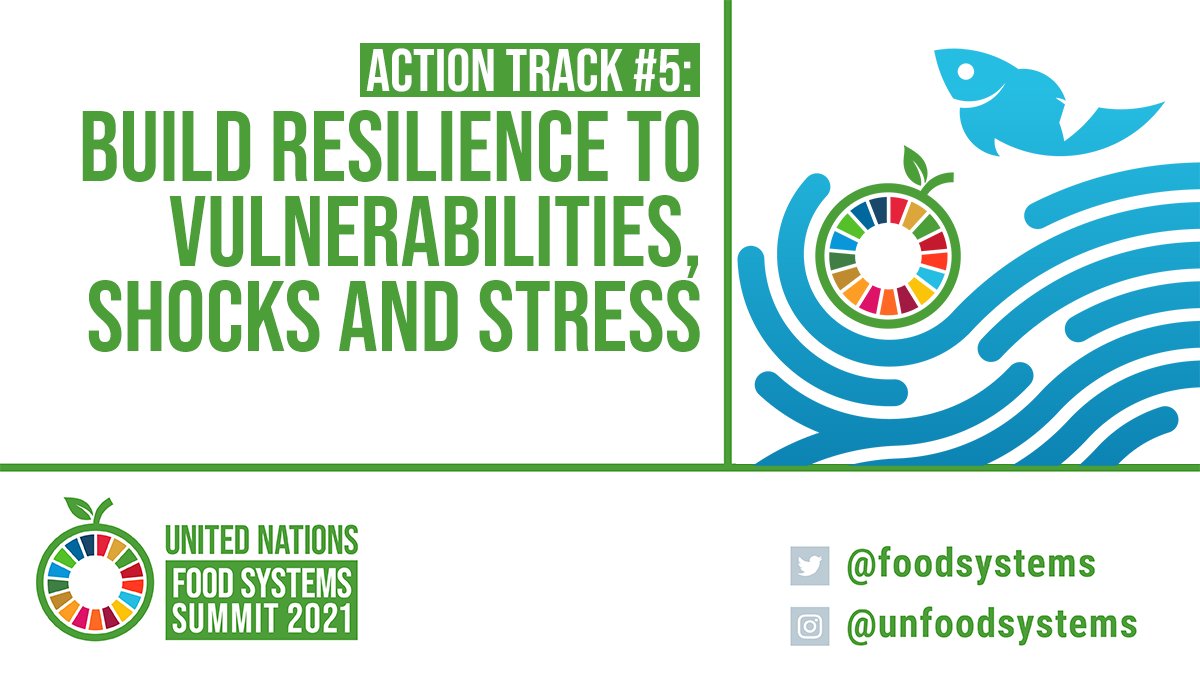 ACTION TRACK #5:
BUILD RESILIENCE TO
VULNERABILITIES,
SHOCKS AND STRESS
UNITED NATIONS
FOOD SYSTEMS
SUMMIT 2021
@foodsystems
@unfoodsystems